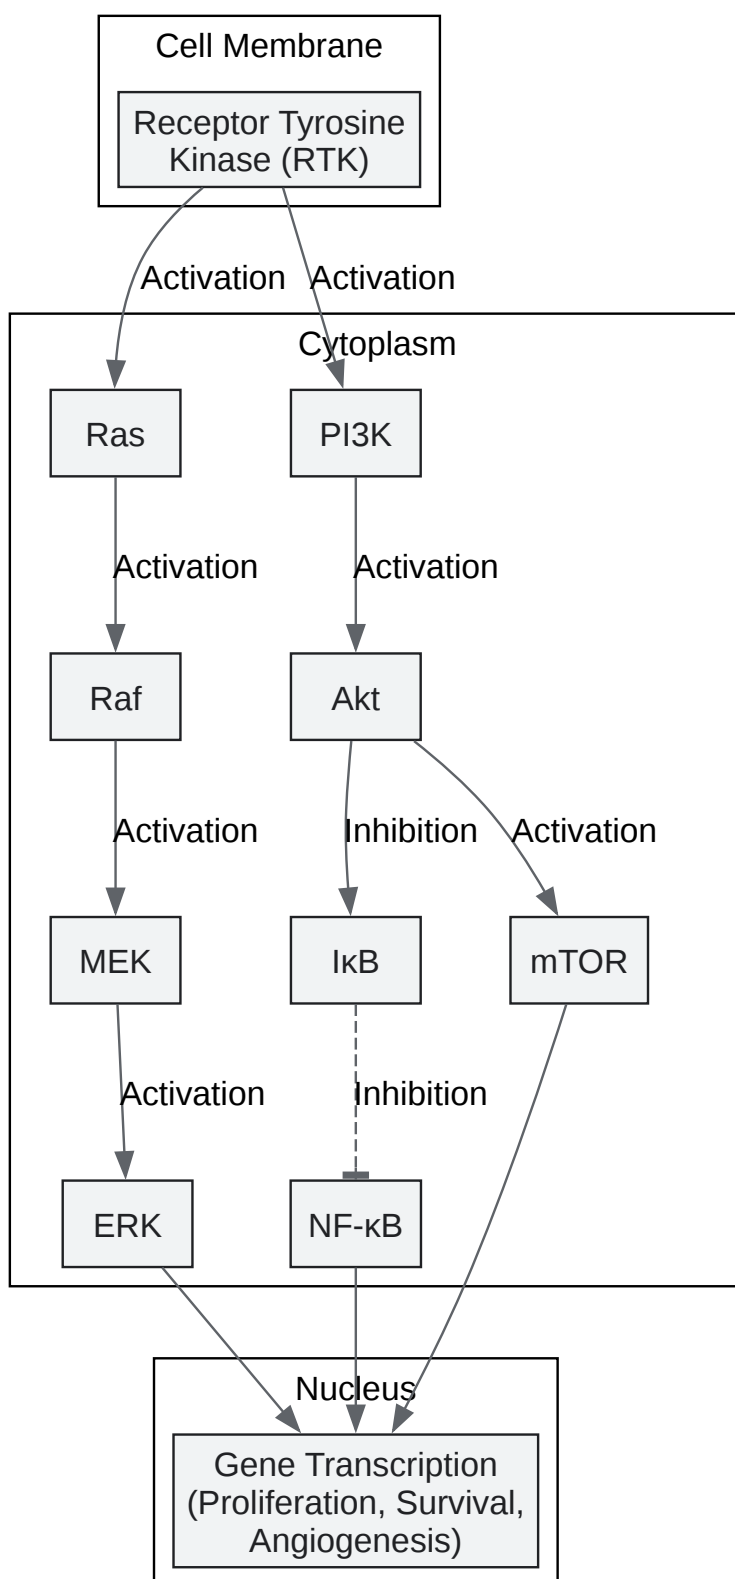 Cell Membrane
Receptor Tyrosine
Kinase (RTK)
Activation
Activation
Cytoplasm
Ras
PI3K
Activation
Activation
Raf
Akt
Activation
Inhibition
Activation
MEK
IκB
mTOR
Activation
Inhibition
ERK
NF-κB
Nucleus
Gene Transcription
(Proliferation, Survival,
Angiogenesis)